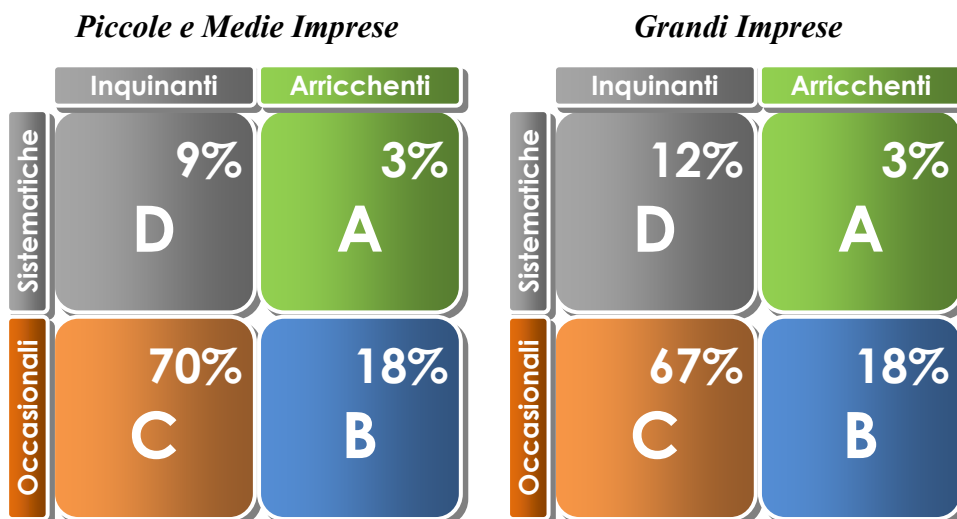 Piccole e Medie Imprese
Inquinanti
Arricchenti
Sistematiche
9%
D
3%
A
Occasionali
70%
C
18%
B
Grandi Imprese
Inquinanti
Arricchenti
Sistematiche
12%
D
3%
A
Occasionali
67%
C
18%
B